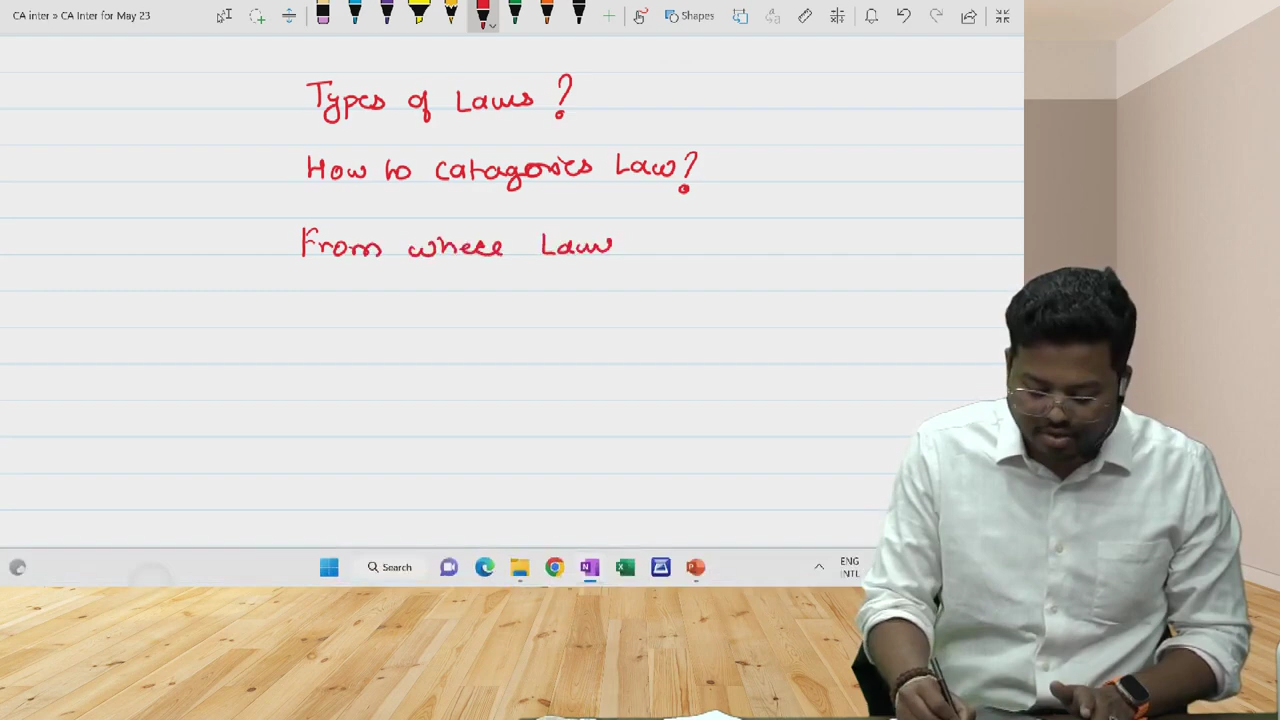 CA inter » CA Inter for May 23
Shapes
Types of Laws ?
How to catagories Law?
From where Law
Search
ENG
INTL